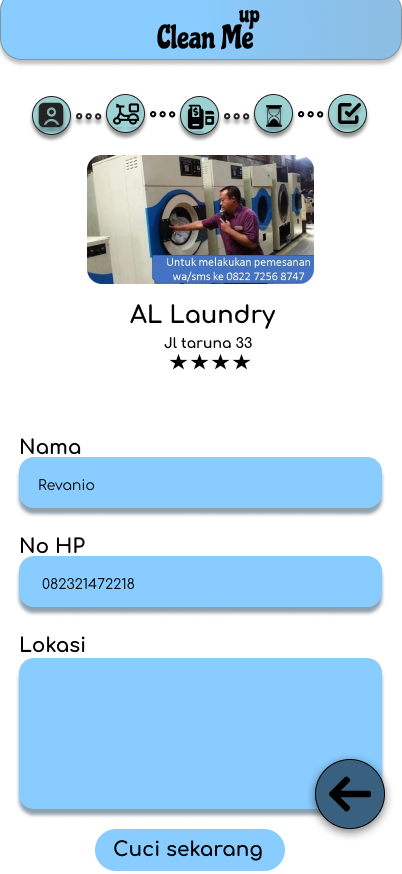 up
Clean Me
Untuk melakukan pemesanan
wa/sms ke 0822 7256 8747
AL Laundry
Jl taruna 33
★★★★
Nama
Revanio
No HP
082321472218
Lokasi
Cuci sekarang